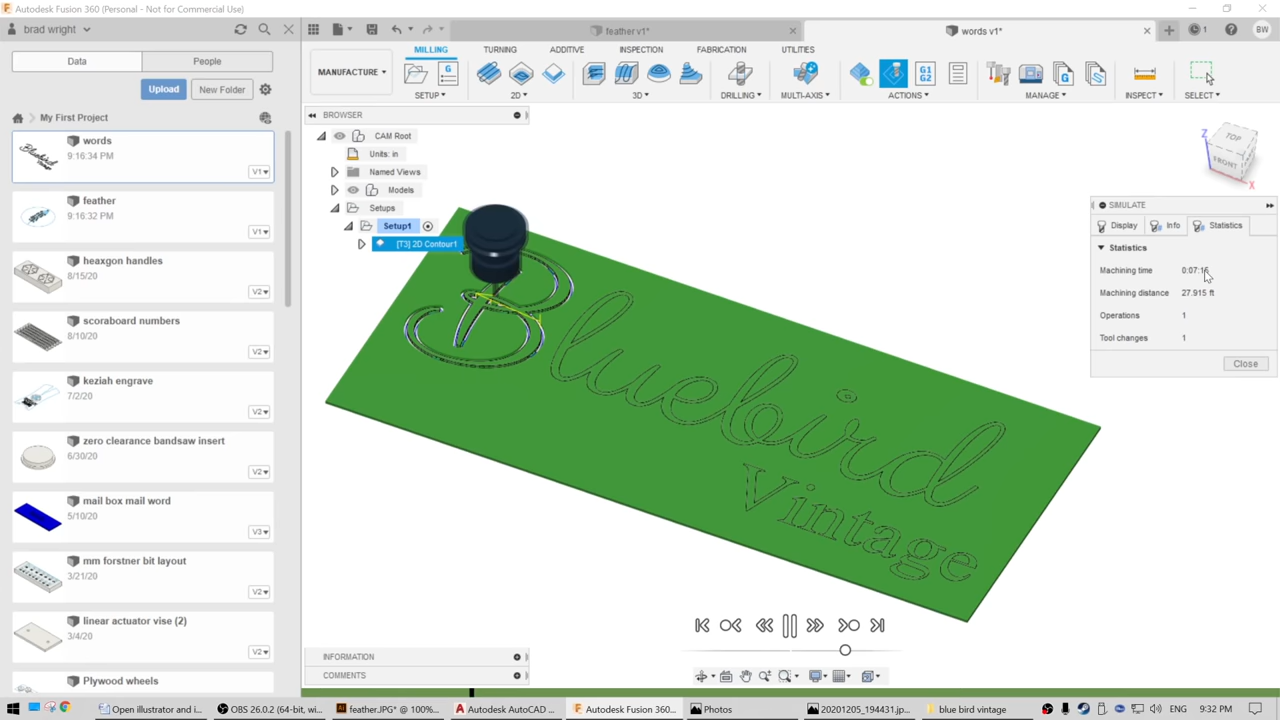 Autodesk Fusion 360 (Personal - Not for Commercial Use)
brad wright
feather v1*
words v1*
1
BW
Data
People
MANUFACTURE
MILLING
TURNING
ADDITIVE
INSPECTION
FABRICATION
UTILITIES
Upload
New Folder
SETUP
2D
3D
DRILLING
MULTI-AXIS
ACTIONS
MANAGE
INSPECT
SELECT
G
G1
G2
My First Project
BROWSER
CAM Root
Units: in
Named Views
Models
Setups
Setup1
[T3] 2D Contour1
words
9:16:34 PM
V1
feather
9:16:32 PM
V1
heaxgon handles
8/15/20
V2
scoraboard numbers
8/10/20
V2
keziah engrave
7/2/20
V2
zero clearance bandsaw insert
6/30/20
V2
mail box mail word
5/10/20
V3
mm forstner bit layout
3/21/20
V2
linear actuator vise (2)
3/4/20
V2
Plywood wheels
Bluebird
Vintage
TOP
FRONT
Z
X
SIMULATE
Display
Info
Statistics
Statistics
Machining time
Machining distance 27.915 ft
Operations 1
Tool changes 1
Close
INFORMATION
COMMENTS
Open illustrator and i...
OBS 26.0.2 (64-bit, wi...
feather.JPG* @ 100%...
Autodesk AutoCAD ...
Autodesk Fusion 360...
Photos
20201205_194431.jp...
blue bird vintage
ENG
9:32 PM